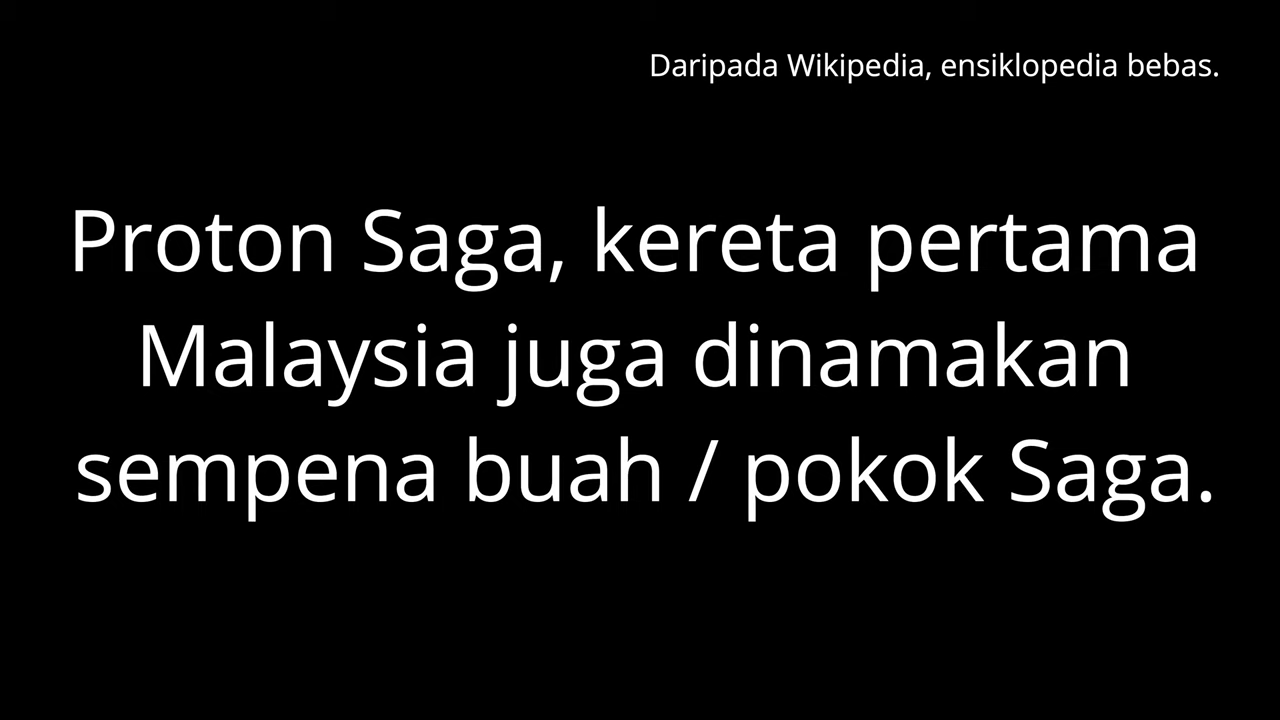 Daripada Wikipedia, ensiklopedia bebas.
Proton Saga, kereta pertama
Malaysia juga dinamakan
sempena buah / pokok Saga.